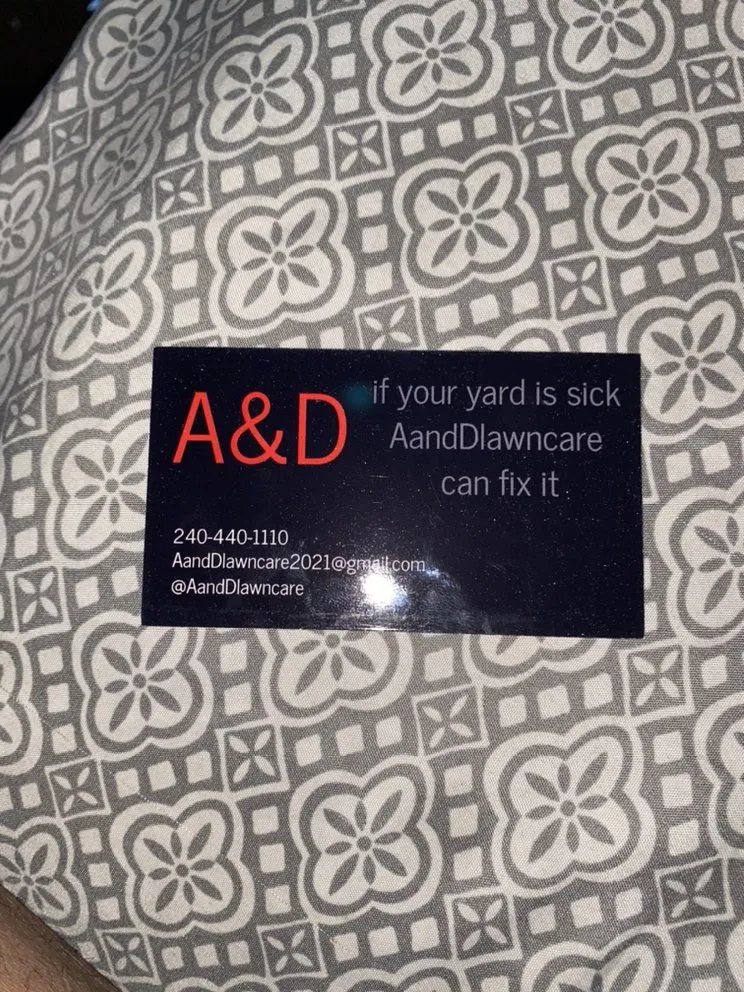 A&D
if your yard is sick
AandDlawncare
can fix it
240-440-1110
AandDlawncare2021@gmail.com
@AandDlawncare